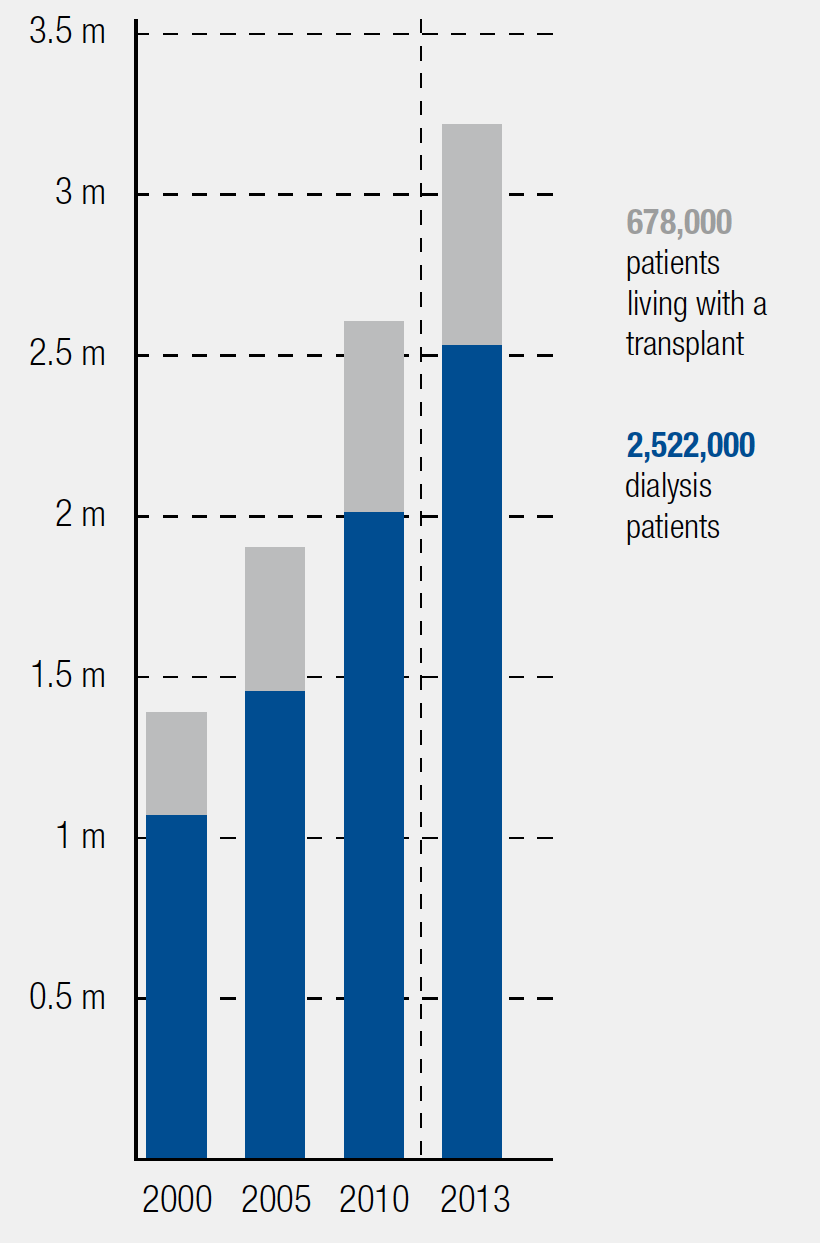 3.5 m
3 m
2.5 m
2 m
1.5 m
1 m
0.5 m
2000 2005 2010 2013
678,000
patients
living with a
transplant
2,522,000
dialysis
patients